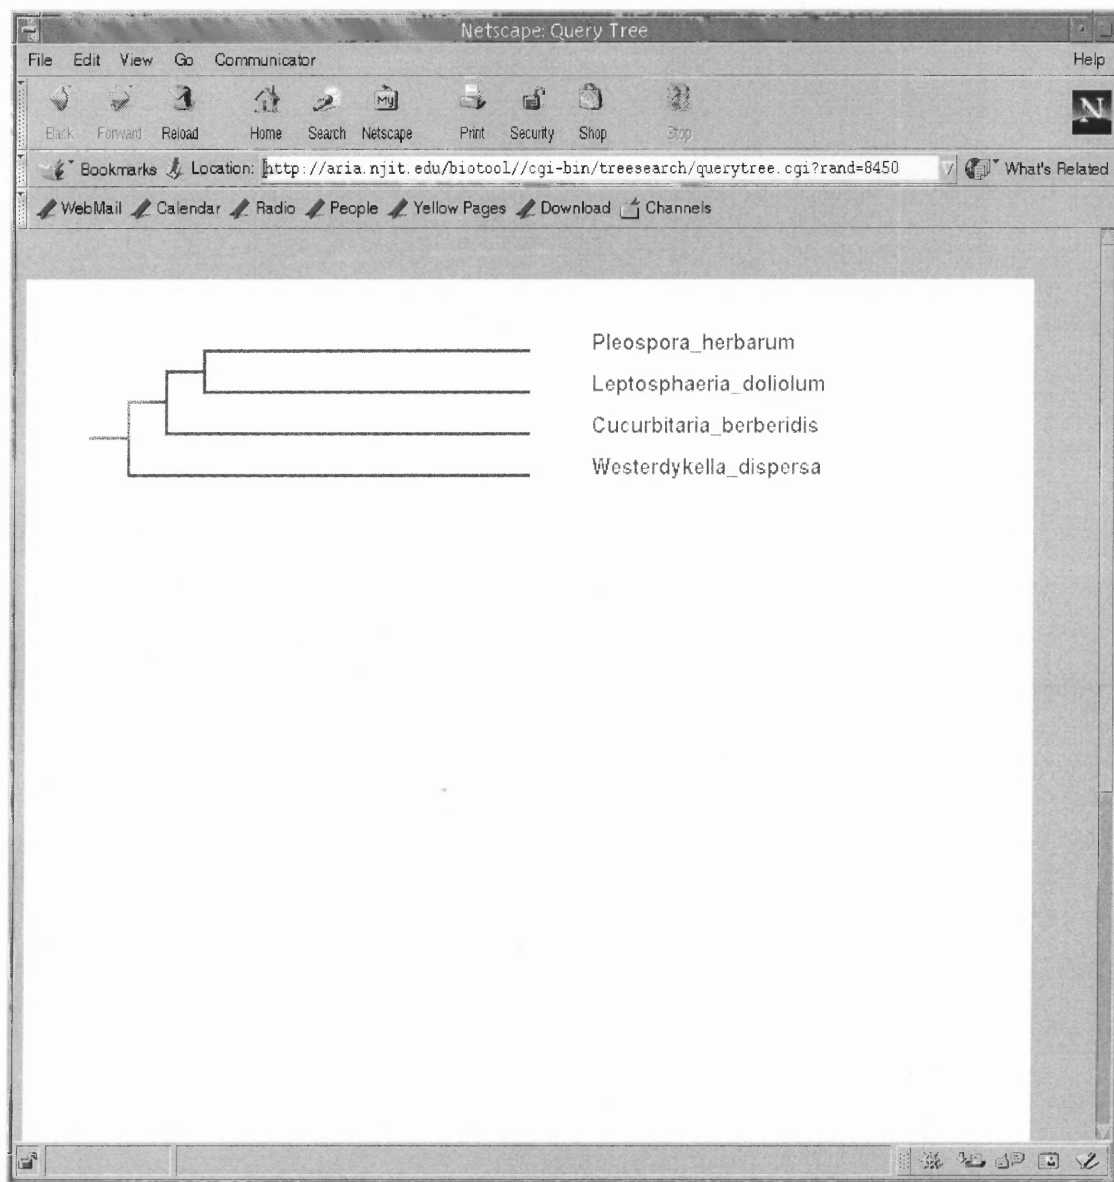 Netscape: Query Tree
File Edit View Go Communicator Help
My N
Back Forward Reload Home Search Netscape Print Security Shop Stop
Bookmarks Location: http://aria.njit.edu/biotool//cgi-bin/treesearch/querytree.cgi?rand=8450 What's Related
WebMail Calendar Radio People Yellow Pages Download Channels
Pleospora_herbarum
Leptosphaeria_doliolum
Cucurbitaria_berberidis
Westerdykella_dispersa